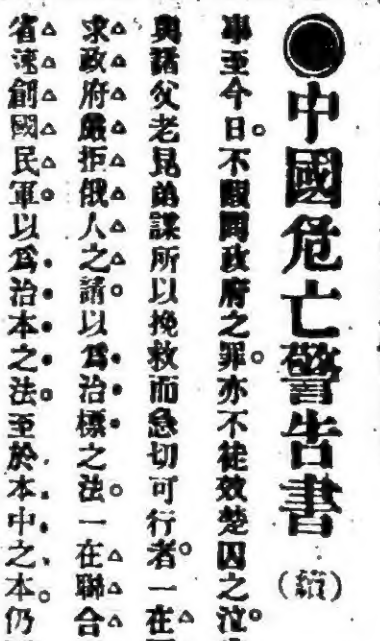 ●中國危亡警告書（續）
事至今日。不暇問政府之罪。亦不徒效楚囚之泣。
與諸父老昆弟謀所以挽救而急切可行者。一在
求政府嚴拒俄人之請。以爲治標之法。一在聯合
省速創國民軍。以爲治本之法。至於本中之本。仍